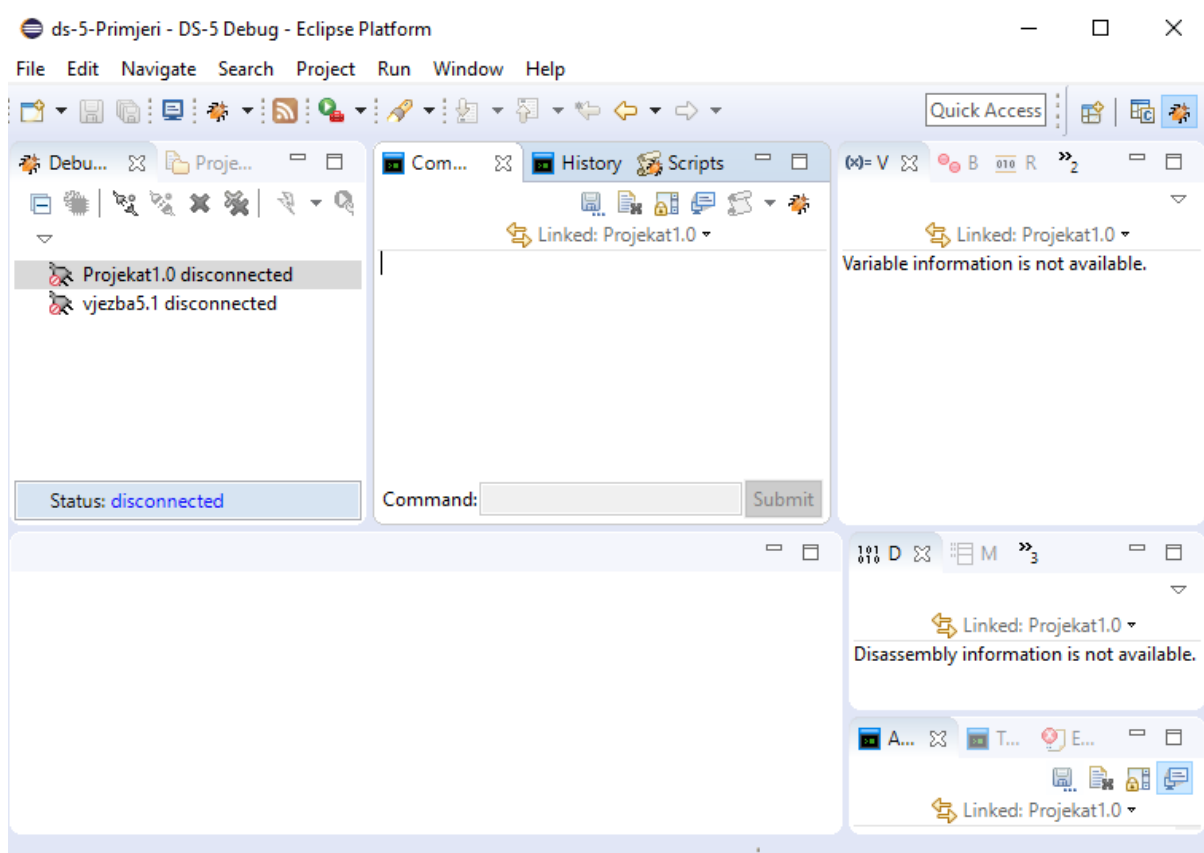 ds-5-Primjeri - DS-5 Debug - Eclipse Platform
File Edit Navigate Search Project Run Window Help
Quick Access
Debu... Proje...
Com... History Scripts
(x)= V B 010 R »2
Linked: Projekat1.0
Linked: Projekat1.0
Projekat1.0 disconnected
vjezba5.1 disconnected
Variable information is not available.
Status: disconnected
Command: Submit
D M »3
Linked: Projekat1.0
Disassembly information is not available.
A... T... E...
Linked: Projekat1.0